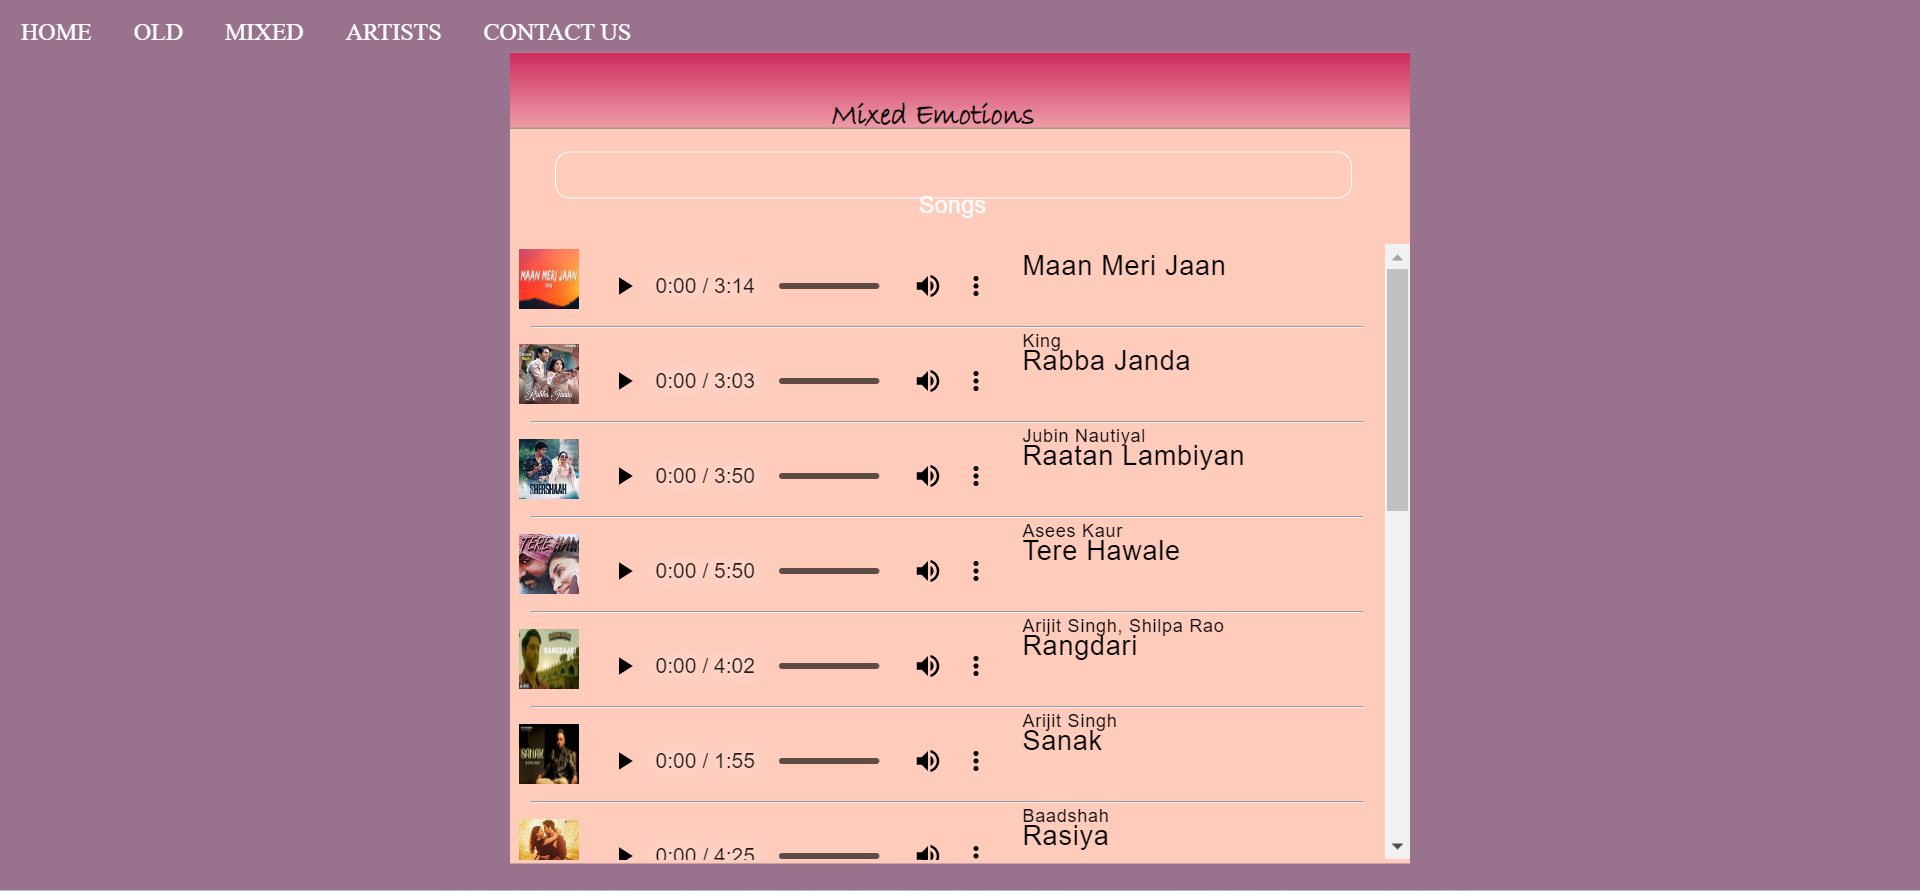 HOME OLD MIXED ARTISTS CONTACT US
Mixed Emotions
Songs
MAAN MERI JAAN
0:00 / 3:14
Maan Meri Jaan
King
Rabba Janda
0:00 / 3:03
Rabba Janda
Jubin Nautiyal
SHERSHAAH
0:00 / 3:50
Raatan Lambiyan
Asees Kaur
TERE HAW
0:00 / 5:50
Tere Hawale
Arijit Singh, Shilpa Rao
RANGDAARI
0:00 / 4:02
Rangdari
Arijit Singh
SANAK
0:00 / 1:55
Sanak
Baadshah
0:00 / 4:25
Rasiya